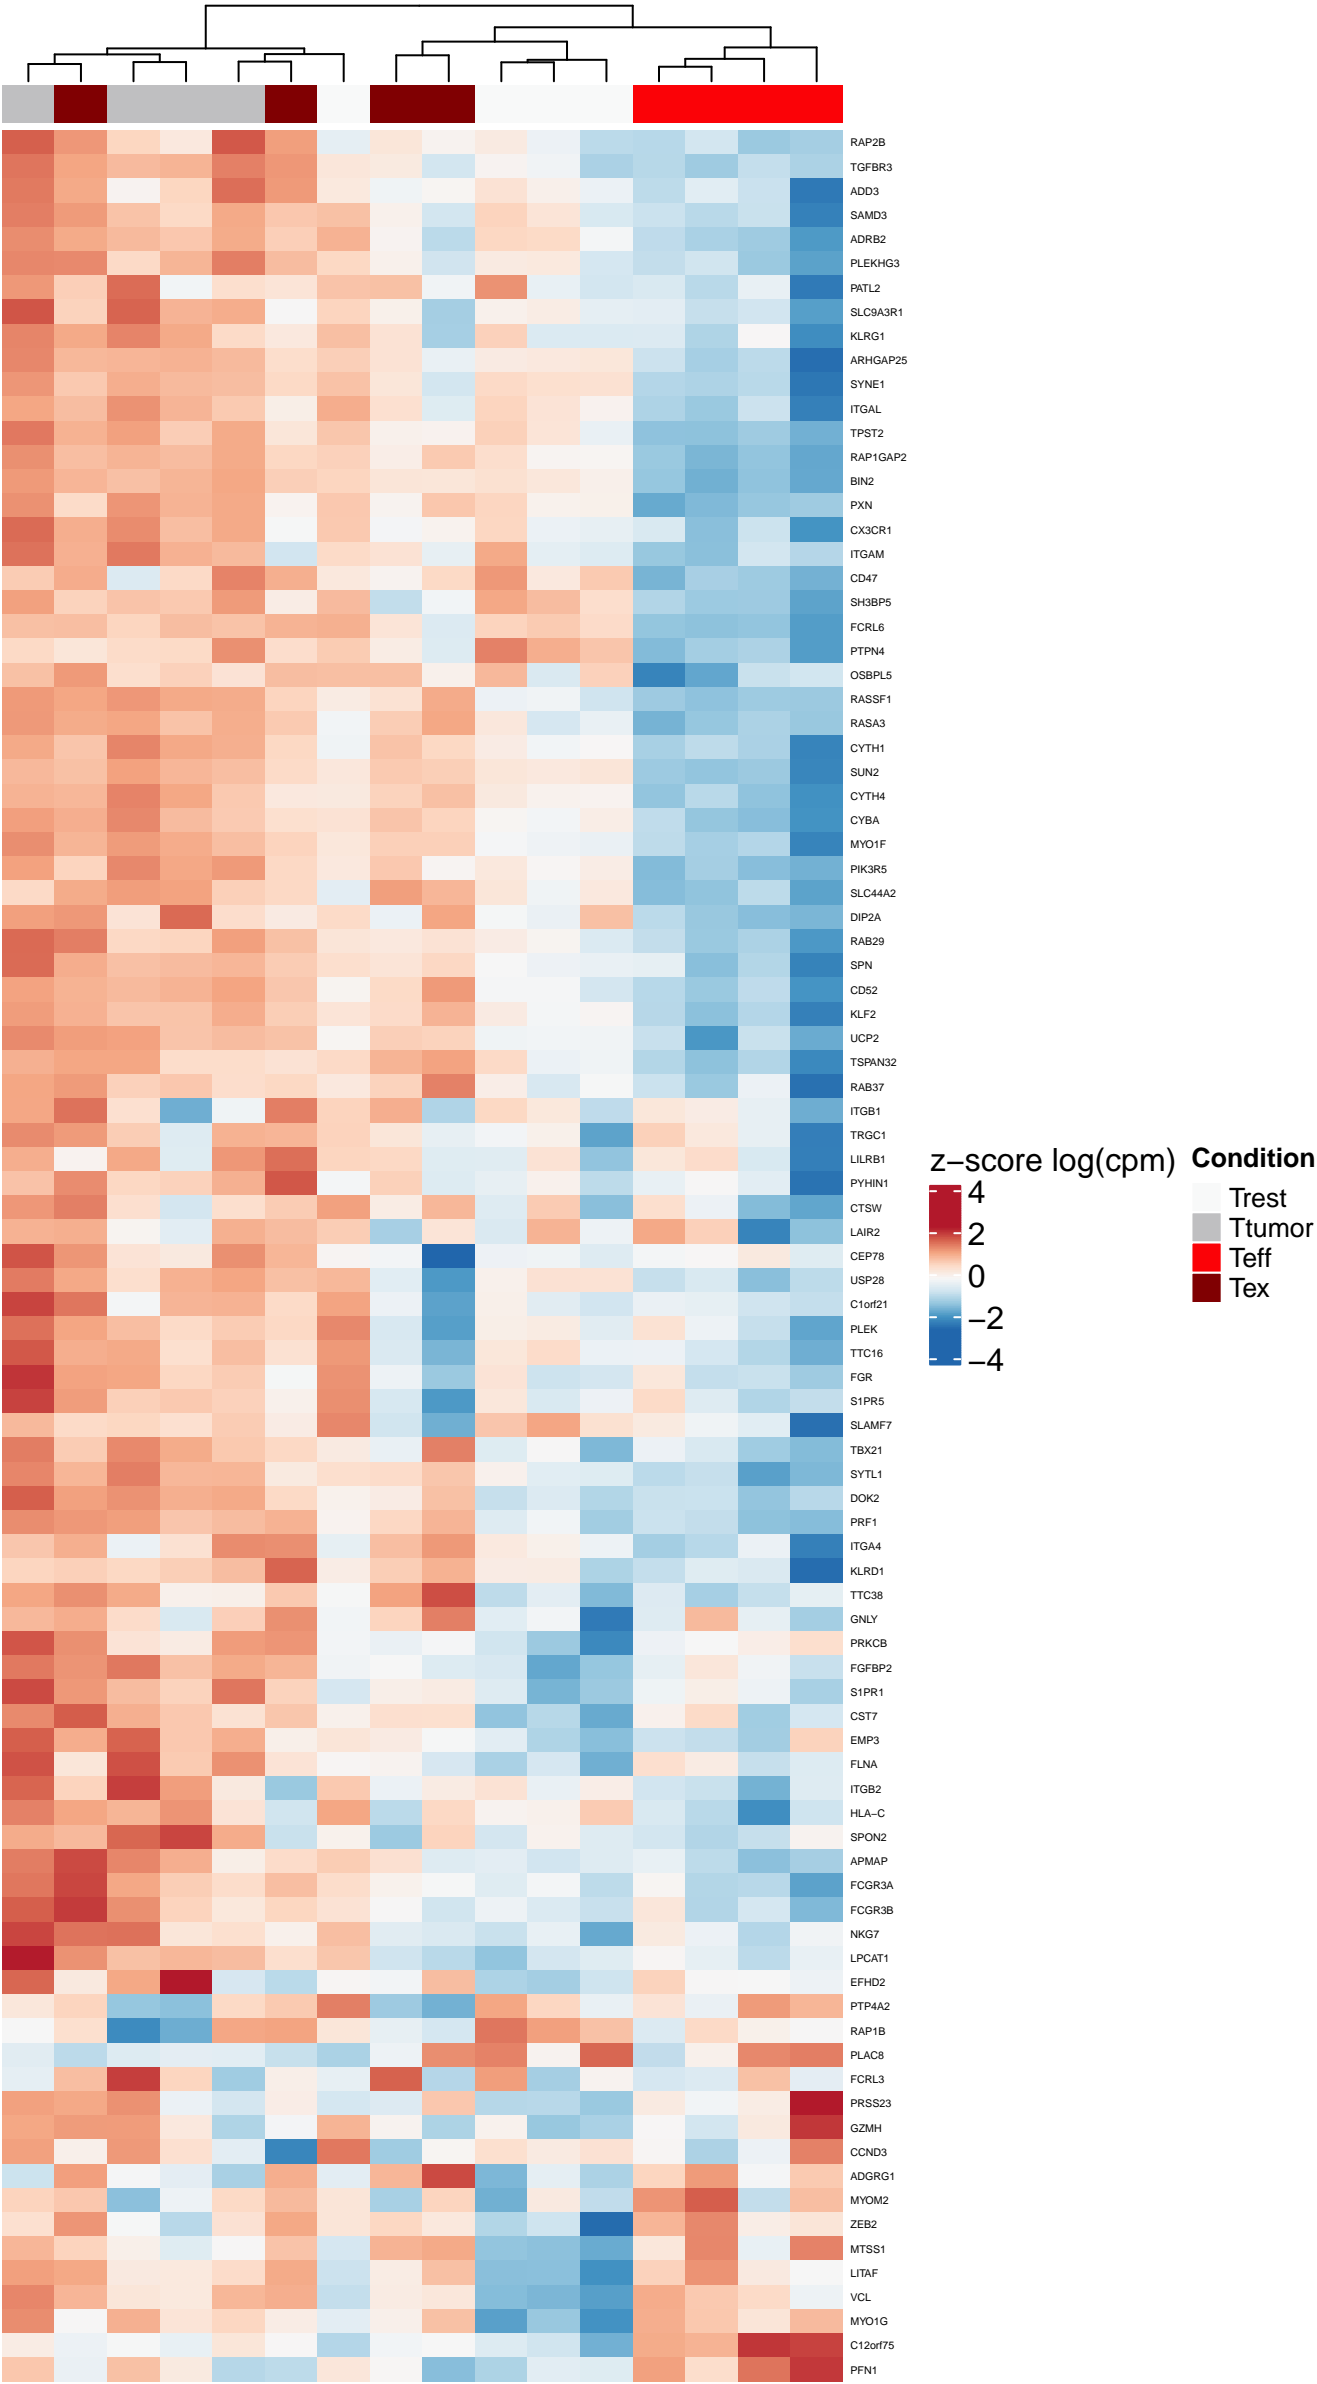 RAP2B
TGFBR3
ADD3
SAMD3
ADRB2
PLEKHG3
PATL2
SLC9A3R1
KLRG1
ARHGAP25
SYNE1
ITGAL
TPST2
RAP1GAP2
BIN2
PXN
CX3CR1
ITGAM
CD47
SH3BP5
FCRL6
PTPN4
OSBPL5
RASSF1
RASA3
CYTH1
SUN2
CYTH4
CYBA
MYO1F
PIK3R5
SLC44A2
DIP2A
RAB29
SPN
CD52
KLF2
UCP2
TSPAN32
RAB37
ITGB1
TRGC1
LILRB1
PYHIN1
CTSW
LAIR2
CEP78
USP28
C1orf21
PLEK
TTC16
FGR
S1PR5
SLAMF7
TBX21
SYTL1
DOK2
PRF1
ITGA4
KLRD1
TTC38
GNLY
PRKCB
FGFBP2
S1PR1
CST7
EMP3
FLNA
ITGB2
HLA−C
SPON2
APMAP
FCGR3A
FCGR3B
NKG7
LPCAT1
EFHD2
PTP4A2
RAP1B
PLAC8
FCRL3
PRSS23
GZMH
CCND3
ADGRG1
MYOM2
ZEB2
MTSS1
LITAF
VCL
MYO1G
C12orf75
PFN1
z−score log(cpm)
4
2
0
−2
−4
Condition
Trest
Ttumor
Teff
Tex